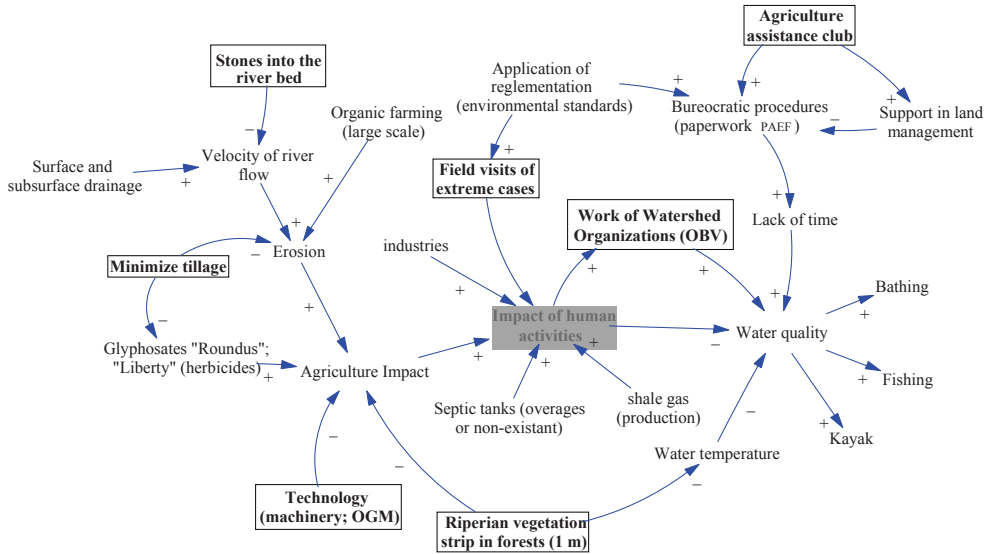 Agriculture
assistance club
Stones into the
river bed
Application of
reglement​ation
(environmental standards)
+
+
+
Bureocratic procedures
(paperwork PAEF)
−
Support in land
management
Organic farming
(large scale)
−
Velocity of river
flow
Surface and
subsurface drainage
+
+
Field visits of
extreme cases
+
+
Work of Watershed
Organizations (OBV)
+
Lack of time
+
−
Erosion
Minimize tillage
industries
+
+
+
+
+
Bathing
+
Impact of human
activities
−
Water quality
−
Glyphosates "Roundus";
"Liberty" (herbicides)
+
Agriculture Impact
+
+
+
+
Fishing
Septic tanks (overages
or non-existant)
shale gas
(production)
−
+
Kayak
−
Water temperature
−
−
Technology
(machinery; OGM)
Riperian vegetation
strip in forests (1 m)